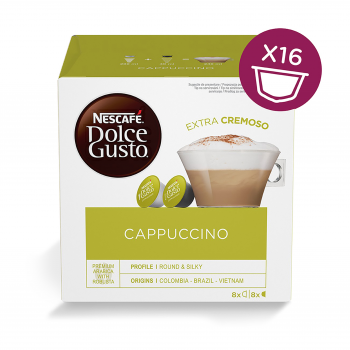 X16
CAPPUCCINO
NESCAFÉ
Dolce
Gusto
EXTRA CREMOSO
CAPPUCCINO
PREMIUM
ARABICA
WITH
ROBUSTA
PROFILE | ROUND & SILKY
ORIGINS | COLOMBIA - BRAZIL - VIETNAM
8x 8x